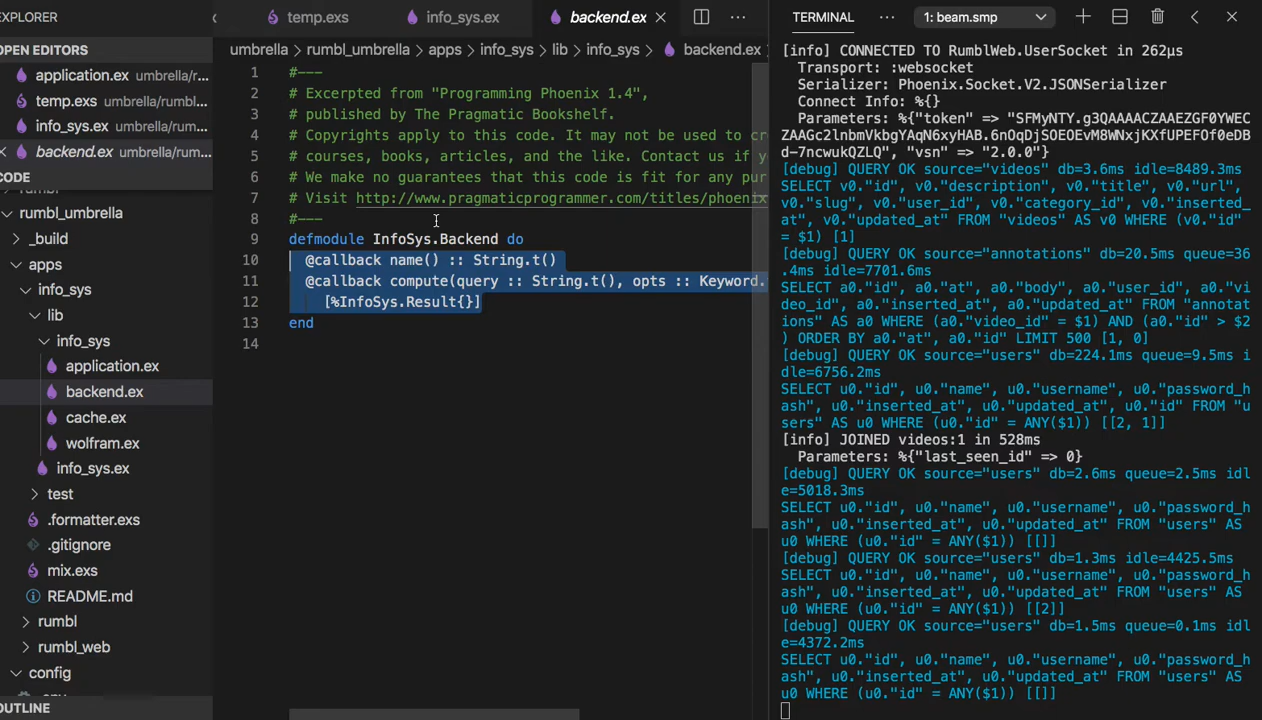 EXPLORER
OPEN EDITORS
application.ex umbrella/r...
temp.exs umbrella/rumbl...
info_sys.ex umbrella/rum...
backend.ex umbrella/rum...
CODE
rumbl_umbrella
_build
apps
info_sys
lib
info_sys
application.ex
backend.ex
cache.ex
wolfram.ex
info_sys.ex
test
.formatter.exs
.gitignore
mix.exs
README.md
rumbl
rumbl_web
config
OUTLINE
temp.exs
info_sys.ex
backend.ex
umbrella > rumbl_umbrella > apps > info_sys > lib > info_sys > backend.ex
1 #---
2 # Excerpted from "Programming Phoenix 1.4",
3 # published by The Pragmatic Bookshelf.
4 # Copyrights apply to this code. It may not be used to cr
5 # courses, books, articles, and the like. Contact us if y
6 # We make no guarantees that this code is fit for any pur
7 # Visit http://www.pragmaticprogrammer.com/titles/phoenix
8 #---
9 defmodule InfoSys.Backend do
10 @callback name() :: String.t()
11 @callback compute(query :: String.t(), opts :: Keyword.
12 [%InfoSys.Result{}]
13 end
14
TERMINAL
1: beam.smp
[info] CONNECTED TO RumblWeb.UserSocket in 262µs
Transport: :websocket
Serializer: Phoenix.Socket.V2.JSONSerializer
Connect Info: %{}
Parameters: %{"token" => "SFMyNTY.g3QAAAACZAAEZGF0YWEC
ZAAGc2lnbmVkbgYAqN6xyHAB.6nOqDjSOEOEvM8WNxjKXfUPEFOf0eDB
d-7ncwukQZLQ", "vsn" => "2.0.0"}
[debug] QUERY OK source="videos" db=3.6ms idle=8489.3ms
SELECT v0."id", v0."description", v0."title", v0."url",
v0."slug", v0."user_id", v0."category_id", v0."inserted_
at", v0."updated_at" FROM "videos" AS v0 WHERE (v0."id"
= $1) [1]
[debug] QUERY OK source="annotations" db=20.5ms queue=36
.4ms idle=7701.6ms
SELECT a0."id", a0."at", a0."body", a0."user_id", a0."vi
deo_id", a0."inserted_at", a0."updated_at" FROM "annotat
ions" AS a0 WHERE (a0."video_id" = $1) AND (a0."id" > $2
) ORDER BY a0."at", a0."id" LIMIT 500 [1, 0]
[debug] QUERY OK source="users" db=224.1ms queue=9.5ms i
dle=6756.2ms
SELECT u0."id", u0."name", u0."username", u0."password_h
ash", u0."inserted_at", u0."updated_at", u0."id" FROM "u
sers" AS u0 WHERE (u0."id" = ANY($1)) [[2, 1]]
[info] JOINED videos:1 in 528ms
Parameters: %{"last_seen_id" => 0}
[debug] QUERY OK source="users" db=2.6ms queue=2.5ms idl
e=5018.3ms
SELECT u0."id", u0."name", u0."username", u0."password_h
ash", u0."inserted_at", u0."updated_at" FROM "users" AS
u0 WHERE (u0."id" = ANY($1)) [[]]
[debug] QUERY OK source="users" db=1.3ms idle=4425.5ms
SELECT u0."id", u0."name", u0."username", u0."password_h
ash", u0."inserted_at", u0."updated_at" FROM "users" AS
u0 WHERE (u0."id" = ANY($1)) [[2]]
[debug] QUERY OK source="users" db=1.5ms queue=0.1ms idl
e=4372.2ms
SELECT u0."id", u0."name", u0."username", u0."password_h
ash", u0."inserted_at", u0."updated_at" FROM "users" AS
u0 WHERE (u0."id" = ANY($1)) [[]]